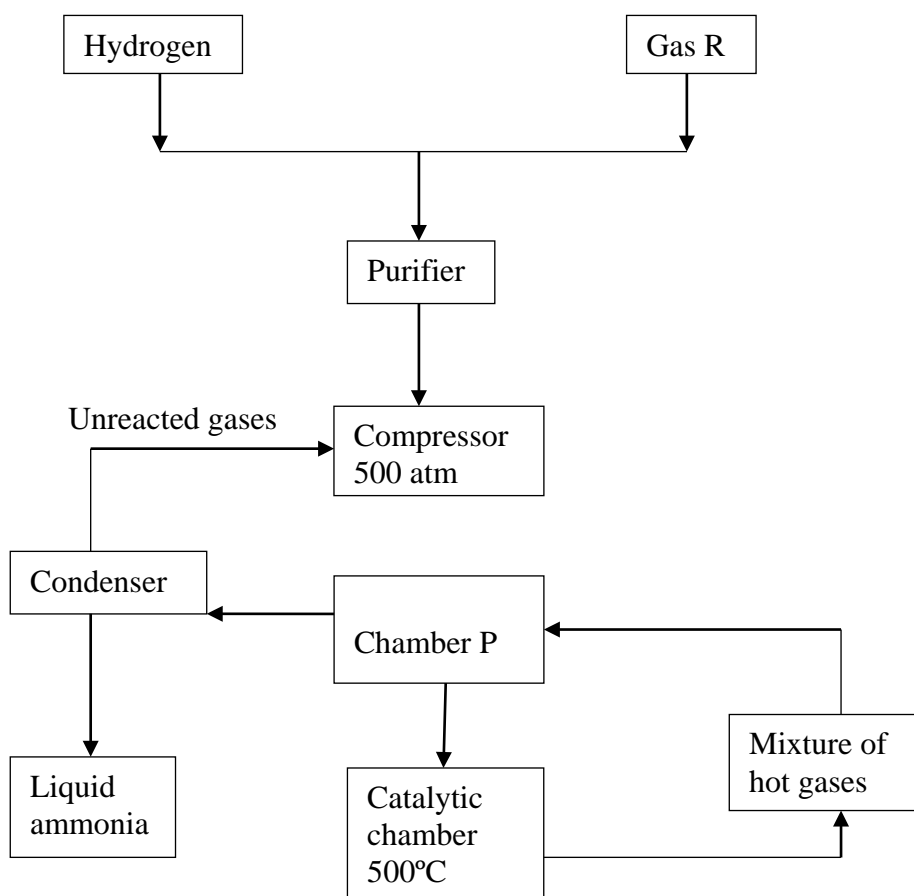 Hydrogen
Gas R
Purifier
Unreacted gases
Compressor
500 atm
Condenser
Chamber P
Mixture of
hot gases
Liquid
ammonia
Catalytic
chamber
500ºC